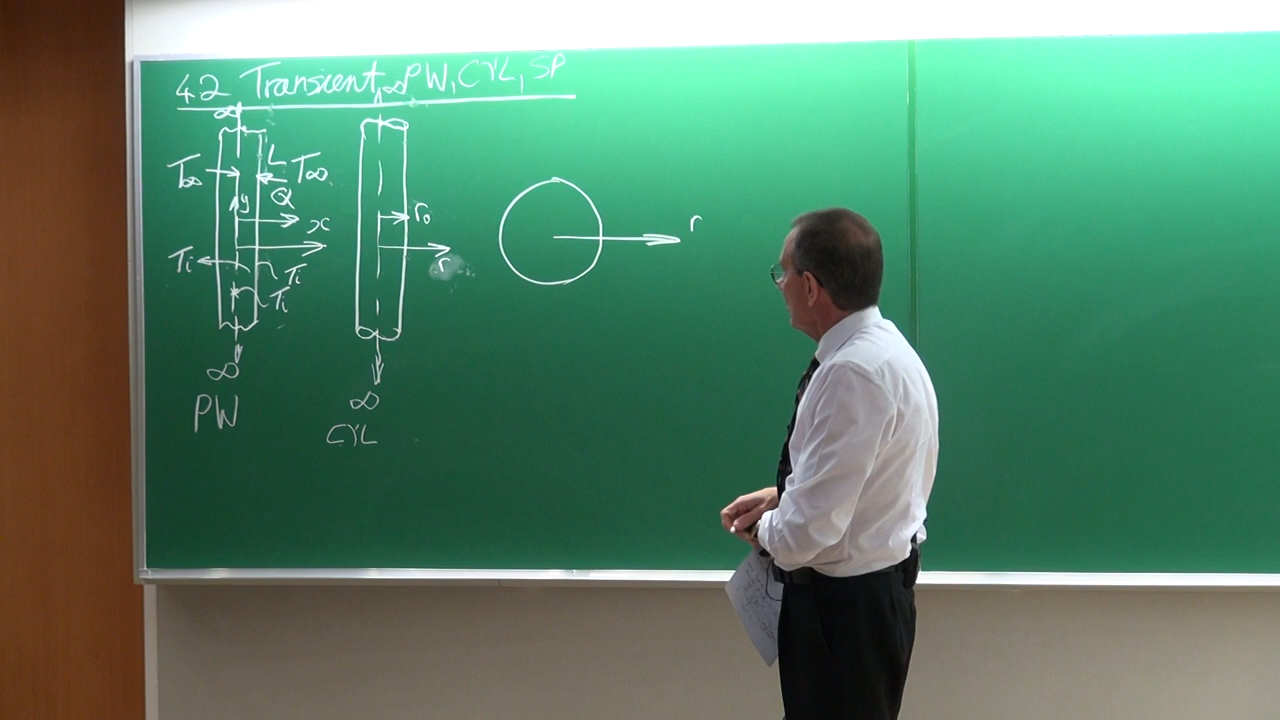 4.2 Transient, ∞PW, CYL, SP
∞
L
T∞ T∞
Q
y
x
r₀
r
r
Ti Ti
Ti
∞
∞
PW
CYL